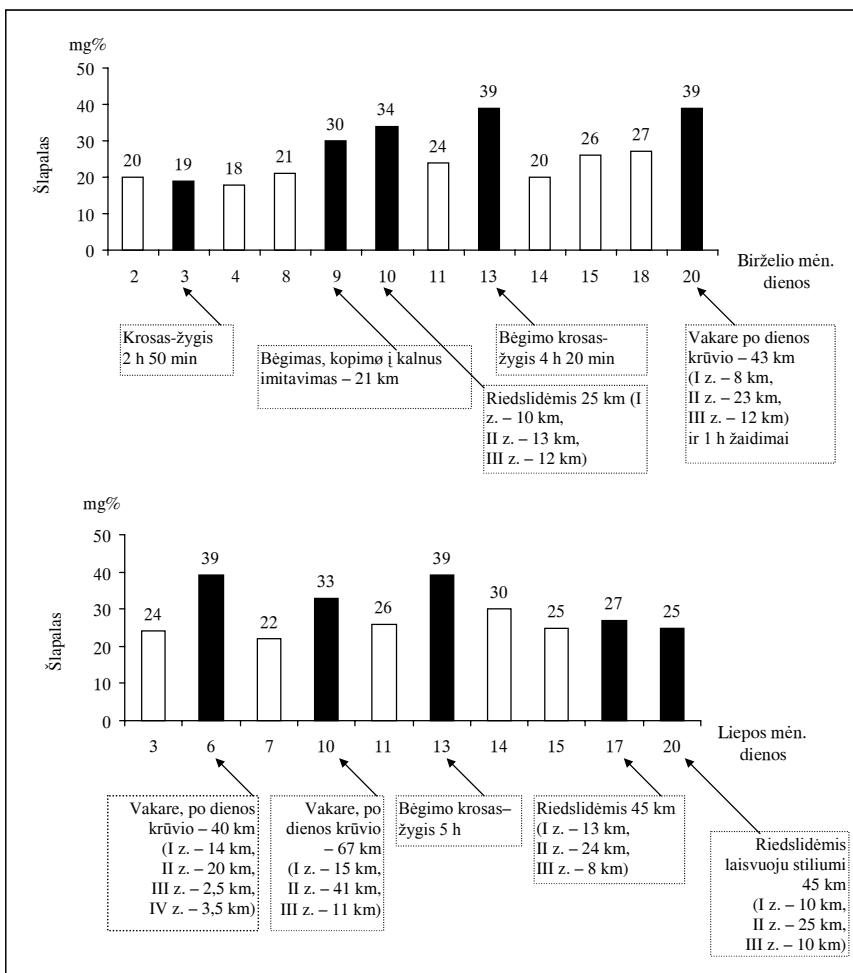 mg%
Šlapalas
50
40
30
20
10
0
20 19 18 21 30 34 24 39 20 26 27 39
2 3 4 8 9 10 11 13 14 15 18 20
Birželio mėn.
dienos
Krosas-žygis
2 h 50 min
Bėgimas, kopimø į kalnus
imitavimas – 21 km
Riedslidėmis 25 km (I
z. – 10 km,
II z. – 13 km,
III z. – 12 km)
Bėgimo krosas-
žygis 4 h 20 min
Vakare po dienos
krūvio – 43 km
(I z. – 8 km,
II z. – 23 km,
III z. – 12 km)
ir 1 h žaidimai
mg%
Šlapalas
50
40
30
20
10
0
24 39 22 33 26 39 30 25 27 25
3 6 7 10 11 13 14 15 17 20
Liepos mėn.
dienos
Vakare, po dienos
krūvio – 40 km
(I z. – 14 km,
II z. – 20 km,
III z. – 2,5 km,
IV z. – 3,5 km)
Vakare, po
dienos krūvio
– 67 km
(I z. – 15 km,
II z. – 41 km,
III z. – 11 km)
Bėgimo krosas–
žygis 5 h
Riedslidėmis 45 km
(I z. – 13 km,
II z. – 24 km,
III z. – 8 km)
Riedslidėmis
laisvuoju stiliumi
45 km
(I z. – 10 km,
II z. – 25 km,
III z. – 10 km)